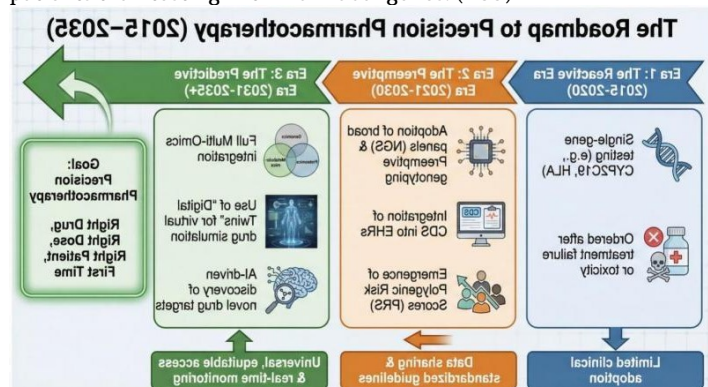 The Roadmap to Precision Pharmacotherapy (2015–2035)
Era 1: The Reactive Era
(2015-2020)
Single-gene
testing (e.g.,
CYP2C19, HLA)
Ordered after
treatment failure
or toxicity
Limited clinical
adoption
Era 2: The Preemptive
Era (2021-2030)
Adoption of broad
panels (NGS) &
Preemptive
genotyping
CDS
Integration of
CDS into EHRs
Emergence of
Polygenic Risk
Scores (PRS)
Data sharing &
standardized guidelines
Era 3: The Predictive
Era (2031-2035+)
Genomics
Proteomics
Full Multi-Omics
integration
Use of "Digital
Twins" for virtual
drug simulation
AI-driven
discovery of
novel drug targets
Universal, equitable access
& real-time monitoring
Goal:
Precision
Pharmacotherapy
Right Drug,
Right Dose,
Right Patient,
First Time